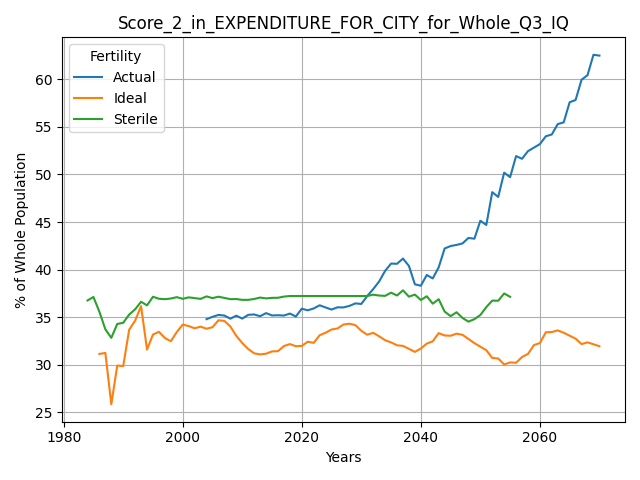 Score_2_in_EXPENDITURE_FOR_CITY_for_Whole_Q3_IQ
Fertility
Actual
Ideal
Sterile
% of Whole Population
60
55
50
45
40
35
30
25
1980
2000
2020
2040
2060
Years